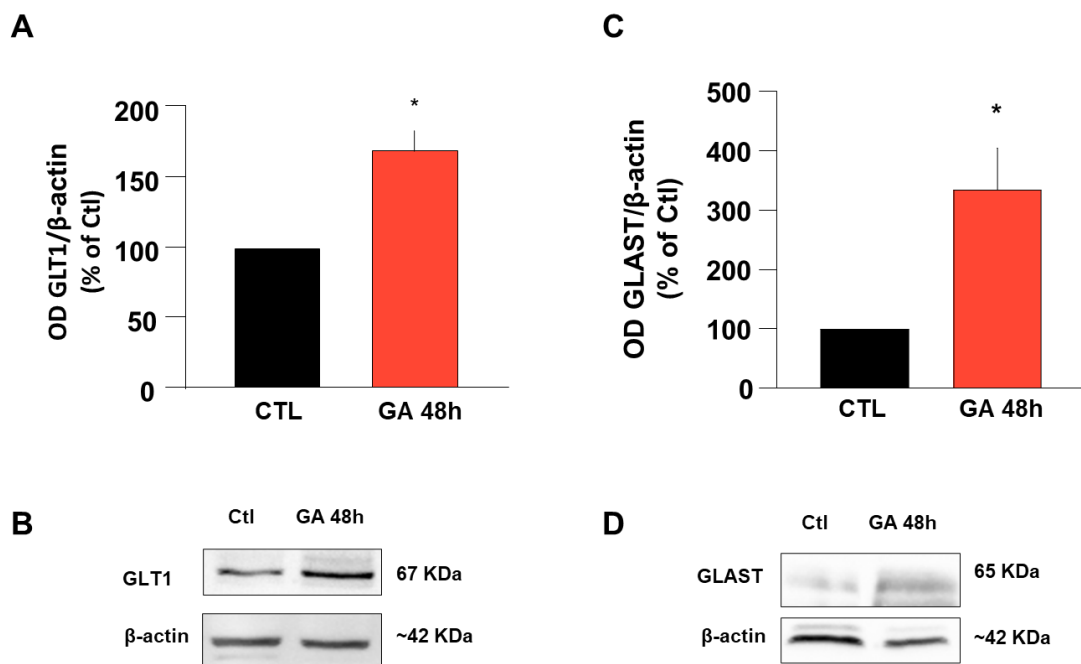 A
OD GLT1/β-actin
(% of Ctl)
200
150
100
50
0
*
CTL
GA 48h
C
OD GLAST/β-actin
(% of Ctl)
500
400
300
200
100
0
*
CTL
GA 48h
B
Ctl
GA 48h
GLT1
67 KDa
β-actin
~42 KDa
D
Ctl
GA 48h
GLAST
65 KDa
β-actin
~42 KDa